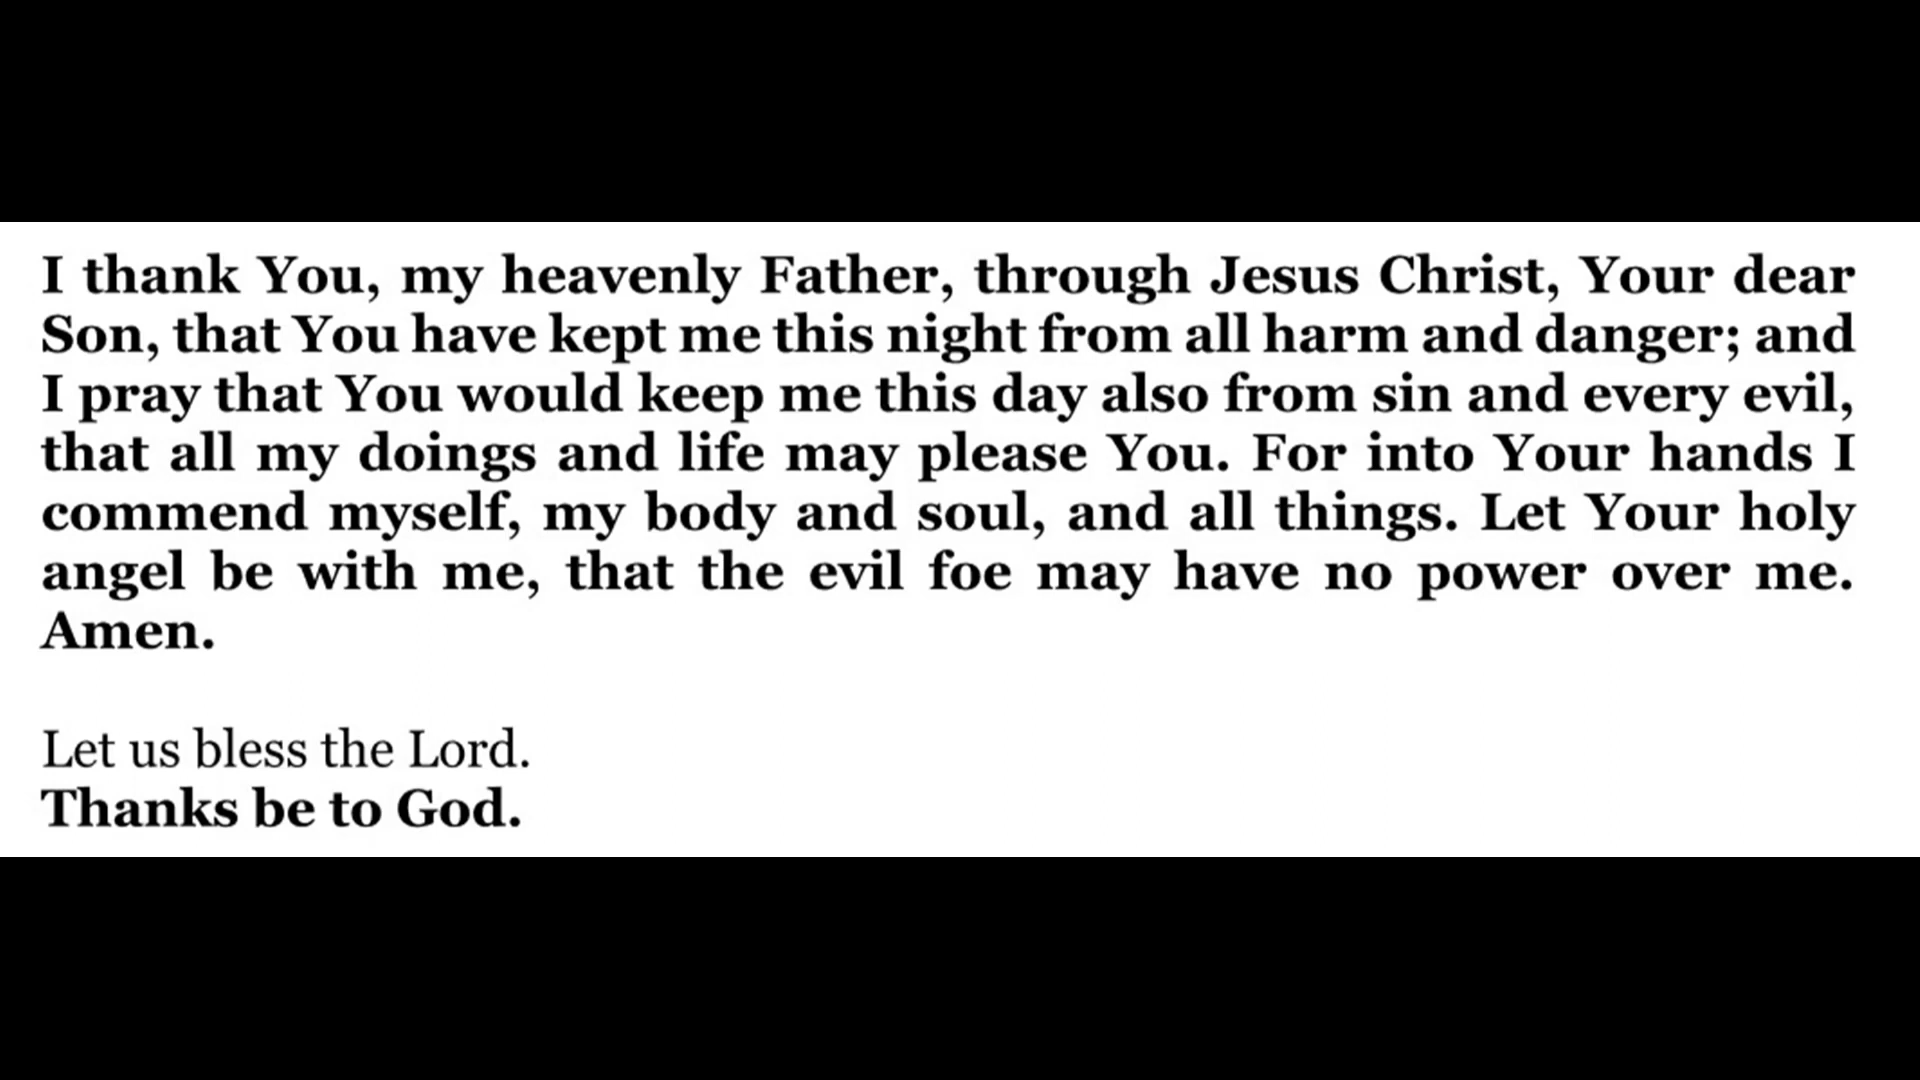 I thank You, my heavenly Father, through Jesus Christ, Your dear
Son, that You have kept me this night from all harm and danger; and
I pray that You would keep me this day also from sin and every evil,
that all my doings and life may please You. For into Your hands I
commend myself, my body and soul, and all things. Let Your holy
angel be with me, that the evil foe may have no power over me.
Amen.
Let us bless the Lord.
Thanks be to God.